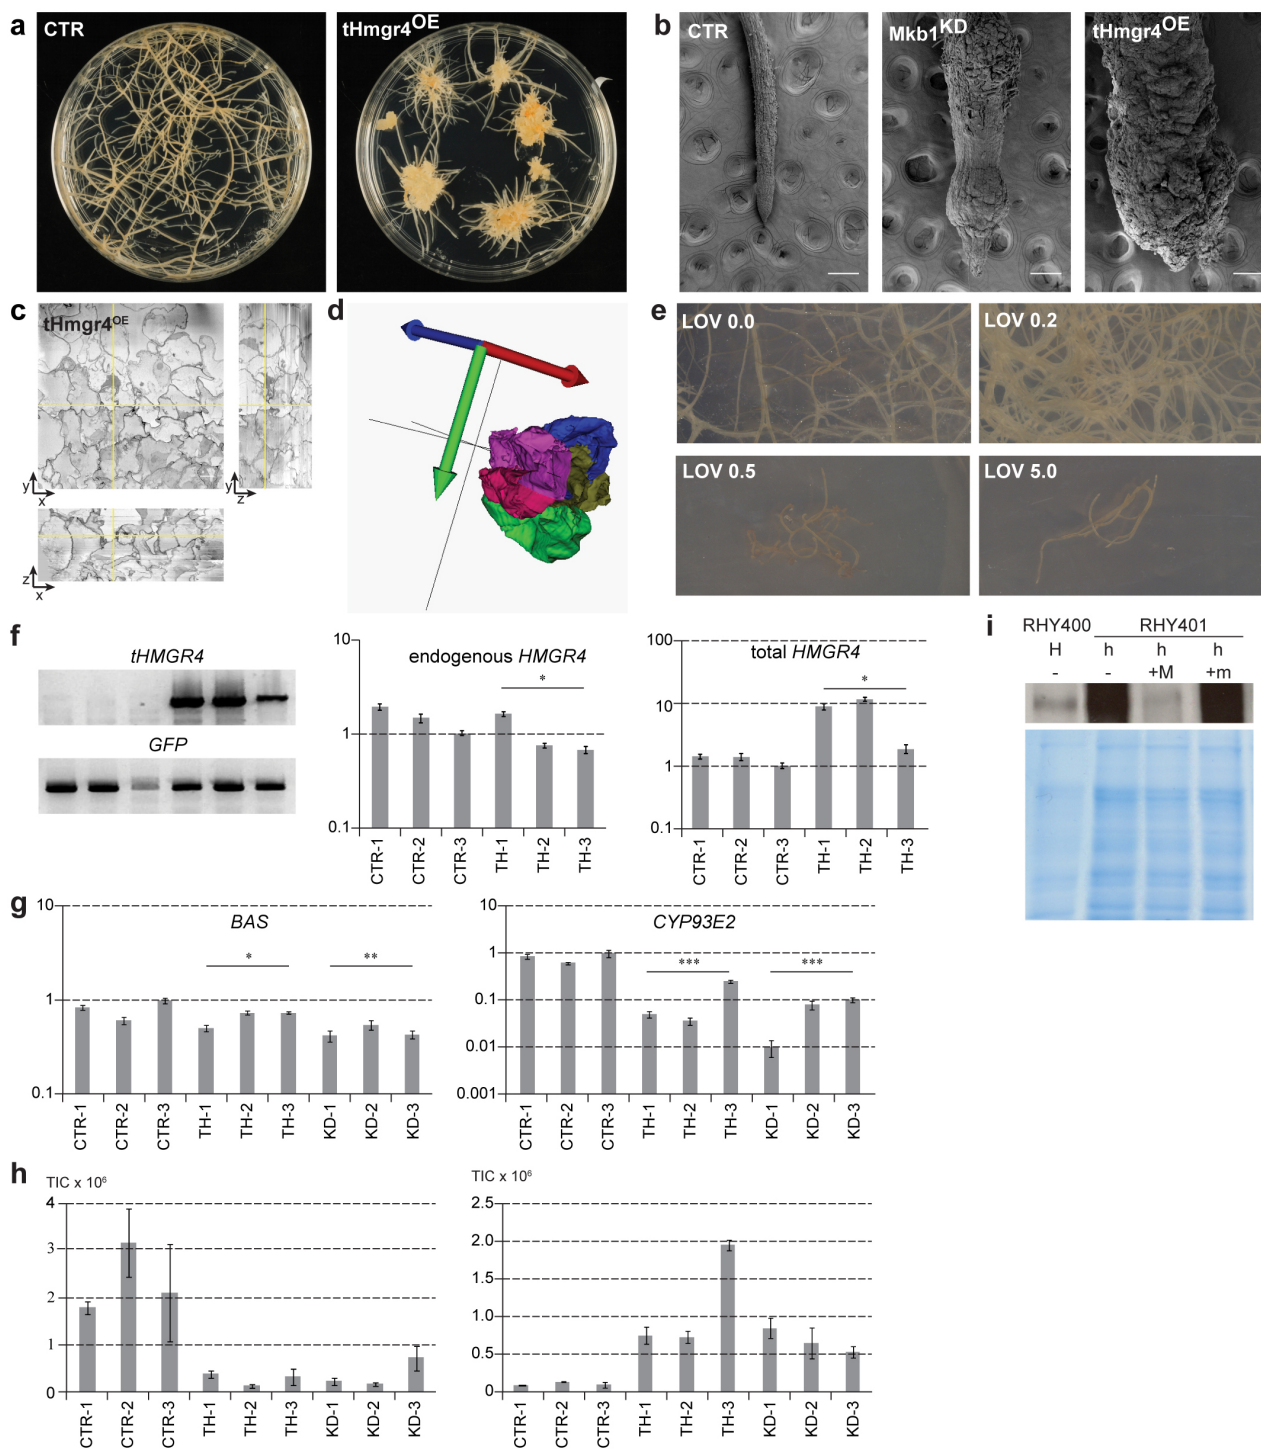 a
CTR
tHmgr4OE
b
CTR
Mkb1KD
tHmgr4OE
c
tHmgr4OE
y
x
y
z
z
x
d
e
LOV 0.0
LOV 0.2
LOV 0.5
LOV 5.0
f
tHMGR4
GFP
endogenous HMGR4
10
1
0.1
*
CTR-1
CTR-2
CTR-3
TH-1
TH-2
TH-3
total HMGR4
100
10
1
0.1
*
CTR-1
CTR-2
CTR-3
TH-1
TH-2
TH-3
i
RHY400 RHY401
H h h h
- - +M +m
g
BAS
10
1
0.1
* **
CTR-1
CTR-2
CTR-3
TH-1
TH-2
TH-3
KD-1
KD-2
KD-3
CYP93E2
10
1
0.1
0.01
0.001
*** ***
CTR-1
CTR-2
CTR-3
TH-1
TH-2
TH-3
KD-1
KD-2
KD-3
h
TIC x 10⁶
4
3
2
1
0
CTR-1
CTR-2
CTR-3
TH-1
TH-2
TH-3
KD-1
KD-2
KD-3
TIC x 10⁶
2.5
2.0
1.5
1.0
0.5
0
CTR-1
CTR-2
CTR-3
TH-1
TH-2
TH-3
KD-1
KD-2
KD-3